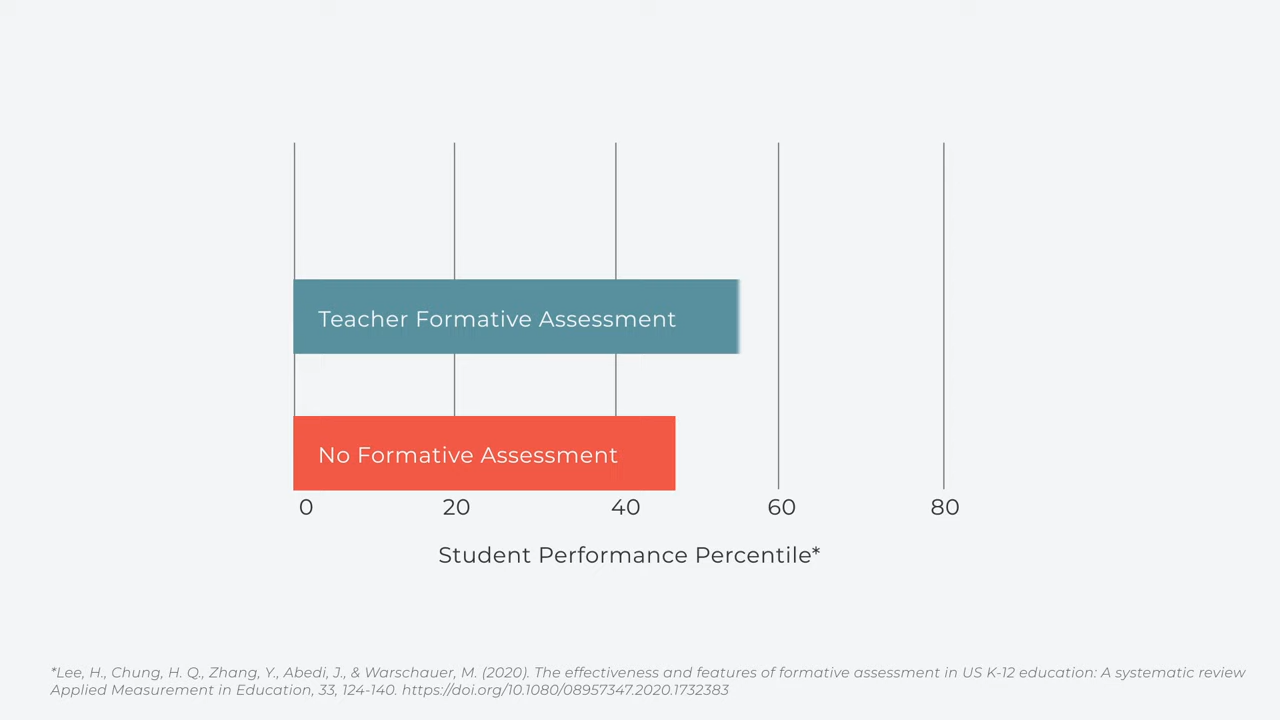 Teacher Formative Assessment
No Formative Assessment
0 20 40 60 80
Student Performance Percentile*
*Lee, H., Chung, H. Q., Zhang, Y., Abedi, J., & Warschauer, M. (2020). The effectiveness and features of formative assessment in US K-12 education: A systematic review
Applied Measurement in Education, 33, 124-140. https://doi.org/10.1080/08957347.2020.1732383